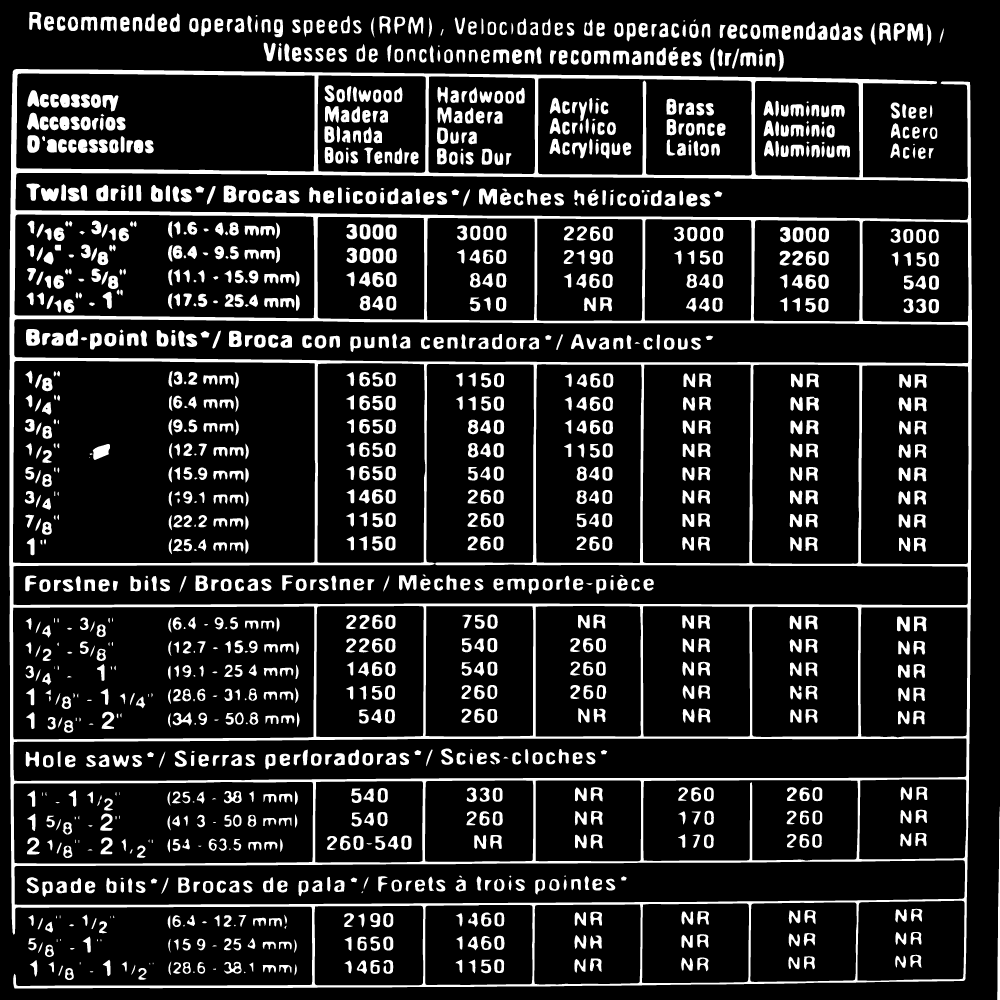 Recommended operating speeds (RPM) / Velocidades de operación recomendadas (RPM) /
Vitesses de fonctionnement recommandées (tr/min)
Accessory
Accesorios
D'accessoires
Softwood
Madera
Blanda
Bois Tendre
Hardwood
Madera
Dura
Bois Dur
Acrylic
Acrílico
Acrylique
Brass
Bronce
Laiton
Aluminum
Aluminio
Aluminium
Steel
Acero
Acier
Twist drill bits*/ Brocas helicoidales*/ Mèches hélicoïdales*
1/16" - 3/16" (1.6 - 4.8 mm) 3000 3000 2260 3000 3000 3000
1/4" - 3/8" (6.4 - 9.5 mm) 3000 1460 2190 1150 2260 1150
7/16" - 5/8" (11.1 - 15.9 mm) 1460 840 1460 840 1460 540
11/16" - 1" (17.5 - 25.4 mm) 840 510 NR 440 1150 330
Brad-point bits*/ Broca con punta centradora*/ Avant-clous*
1/8" (3.2 mm) 1650 1150 1460 NR NR NR
1/4" (6.4 mm) 1650 1150 1460 NR NR NR
3/8" (9.5 mm) 1650 840 1460 NR NR NR
1/2" (12.7 mm) 1650 840 1150 NR NR NR
5/8" (15.9 mm) 1650 540 840 NR NR NR
3/4" (19.1 mm) 1460 260 840 NR NR NR
7/8" (22.2 mm) 1150 260 540 NR NR NR
1" (25.4 mm) 1150 260 260 NR NR NR
Forstner bits / Brocas Forstner / Mèches emporte-pièce
1/4" - 3/8" (6.4 - 9.5 mm) 2260 750 NR NR NR NR
1/2" - 5/8" (12.7 - 15.9 mm) 2260 540 260 NR NR NR
3/4" - 1" (19.1 - 25.4 mm) 1460 540 260 NR NR NR
1 1/8" - 1 1/4" (28.6 - 31.8 mm) 1150 260 260 NR NR NR
1 3/8" - 2" (34.9 - 50.8 mm) 540 260 NR NR NR NR
Hole saws*/ Sierras perforadoras*/ Scies-cloches*
1" - 1 1/2" (25.4 - 38.1 mm) 540 330 NR 260 260 NR
1 5/8" - 2" (41.3 - 50.8 mm) 540 260 NR 170 260 NR
2 1/8" - 2 1/2" (54 - 63.5 mm) 260-540 NR NR 170 260 NR
Spade bits*/ Brocas de pala*/ Forets à trois pointes*
1/4" - 1/2" (6.4 - 12.7 mm) 2190 1460 NR NR NR NR
5/8" - 1" (15.9 - 25.4 mm) 1650 1460 NR NR NR NR
1 1/8" - 1 1/2" (28.6 - 38.1 mm) 1460 1150 NR NR NR NR